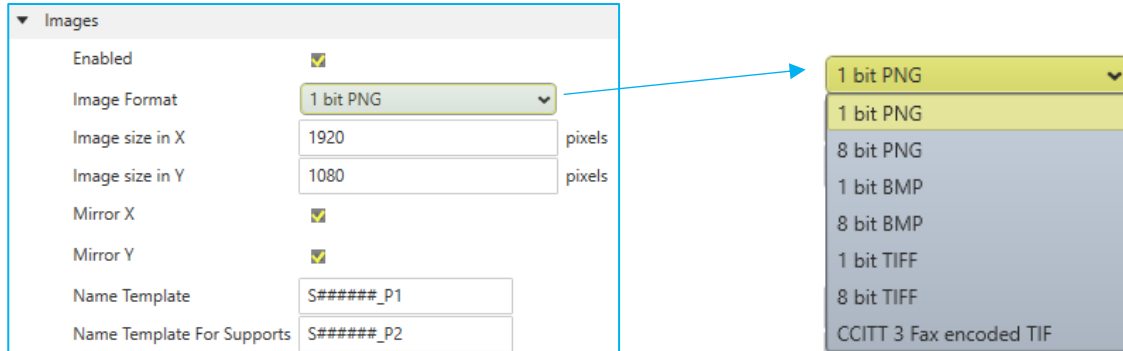 Images
Enabled
Image Format 1 bit PNG
Image size in X 1920 pixels
Image size in Y 1080 pixels
Mirror X
Mirror Y
Name Template S######_P1
Name Template For Supports S######_P2
1 bit PNG
1 bit PNG
8 bit PNG
1 bit BMP
8 bit BMP
1 bit TIFF
8 bit TIFF
CCITT 3 Fax encoded TIF